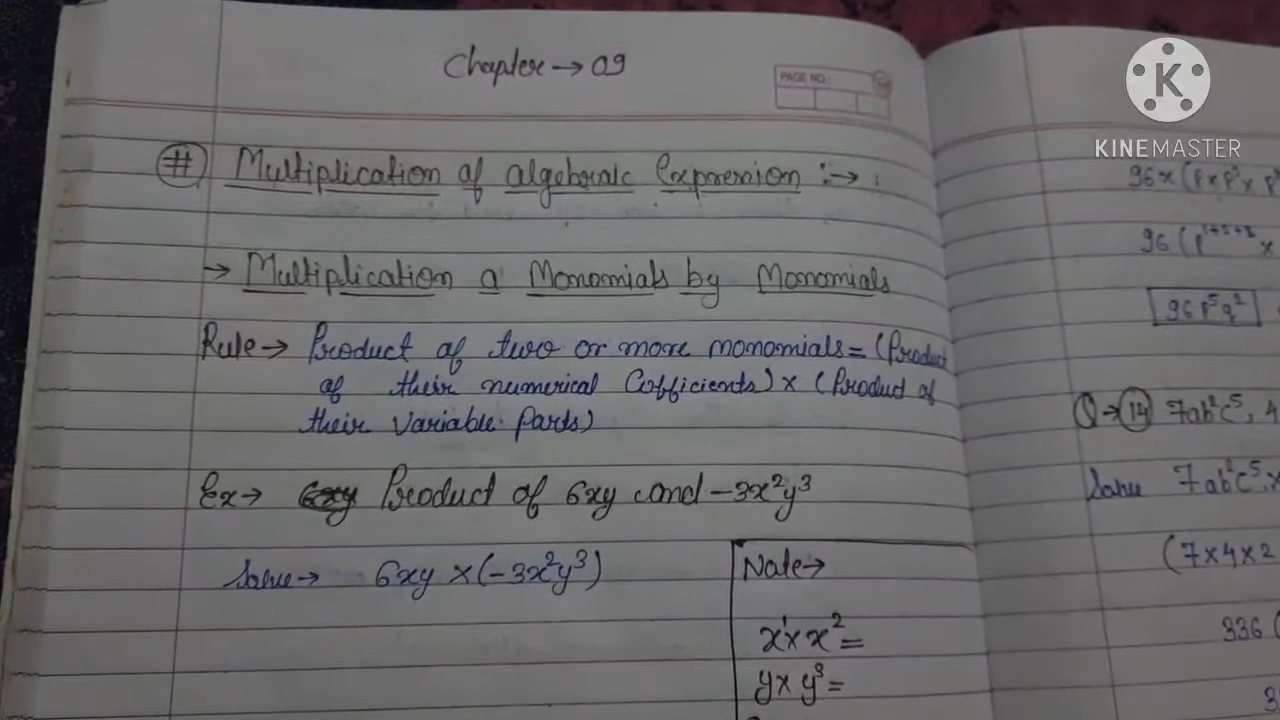 Chapter → 09
PAGE NO.
K
KINEMASTER
# Multiplication of algebraic Expression :→
→ Multiplication a Monomials by Monomials
Rule → Product of two or more monomials = (Product
of their numerical Cofficients) × (Product of
their variable Parts)
Ex → Product of 6xy and -3x²y³
Solve → 6xy × (-3x²y³)
Note →
x¹ × x² =
y × y³ =
96 × (P × P³ ×
96 (P
96P⁵q²
Q → 14 7ab²c⁵, 4
Solve 7ab²c⁵ ×
(7×4×2
336 (